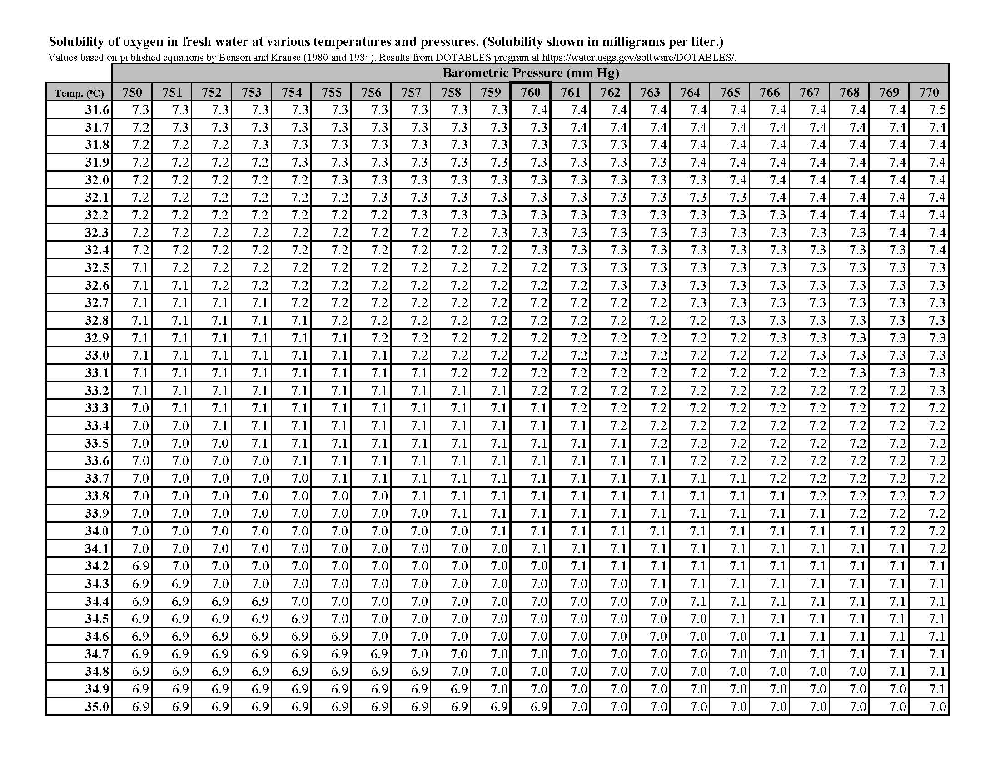 Solubility of oxygen in fresh water at various temperatures and pressures. (Solubility shown in milligrams per liter.)
Values based on published equations by Benson and Krause (1980 and 1984). Results from DOTABLES program at https://water.usgs.gov/software/DOTABLES/.
Barometric Pressure (mm Hg)
Temp. (ºC) 750 751 752 753 754 755 756 757 758 759 760 761 762 763 764 765 766 767 768 769 770
31.6 7.3 7.3 7.3 7.3 7.3 7.3 7.3 7.3 7.3 7.3 7.4 7.4 7.4 7.4 7.4 7.4 7.4 7.4 7.4 7.4 7.5
31.7 7.2 7.3 7.3 7.3 7.3 7.3 7.3 7.3 7.3 7.3 7.3 7.4 7.4 7.4 7.4 7.4 7.4 7.4 7.4 7.4 7.4
31.8 7.2 7.2 7.2 7.3 7.3 7.3 7.3 7.3 7.3 7.3 7.3 7.3 7.3 7.4 7.4 7.4 7.4 7.4 7.4 7.4 7.4
31.9 7.2 7.2 7.2 7.2 7.3 7.3 7.3 7.3 7.3 7.3 7.3 7.3 7.3 7.3 7.4 7.4 7.4 7.4 7.4 7.4 7.4
32.0 7.2 7.2 7.2 7.2 7.2 7.3 7.3 7.3 7.3 7.3 7.3 7.3 7.3 7.3 7.3 7.4 7.4 7.4 7.4 7.4 7.4
32.1 7.2 7.2 7.2 7.2 7.2 7.2 7.3 7.3 7.3 7.3 7.3 7.3 7.3 7.3 7.3 7.3 7.4 7.4 7.4 7.4 7.4
32.2 7.2 7.2 7.2 7.2 7.2 7.2 7.2 7.3 7.3 7.3 7.3 7.3 7.3 7.3 7.3 7.3 7.3 7.4 7.4 7.4 7.4
32.3 7.2 7.2 7.2 7.2 7.2 7.2 7.2 7.2 7.2 7.3 7.3 7.3 7.3 7.3 7.3 7.3 7.3 7.3 7.3 7.4 7.4
32.4 7.2 7.2 7.2 7.2 7.2 7.2 7.2 7.2 7.2 7.2 7.3 7.3 7.3 7.3 7.3 7.3 7.3 7.3 7.3 7.3 7.4
32.5 7.1 7.2 7.2 7.2 7.2 7.2 7.2 7.2 7.2 7.2 7.2 7.3 7.3 7.3 7.3 7.3 7.3 7.3 7.3 7.3 7.3
32.6 7.1 7.1 7.2 7.2 7.2 7.2 7.2 7.2 7.2 7.2 7.2 7.2 7.3 7.3 7.3 7.3 7.3 7.3 7.3 7.3 7.3
32.7 7.1 7.1 7.1 7.1 7.2 7.2 7.2 7.2 7.2 7.2 7.2 7.2 7.2 7.2 7.3 7.3 7.3 7.3 7.3 7.3 7.3
32.8 7.1 7.1 7.1 7.1 7.1 7.2 7.2 7.2 7.2 7.2 7.2 7.2 7.2 7.2 7.2 7.3 7.3 7.3 7.3 7.3 7.3
32.9 7.1 7.1 7.1 7.1 7.1 7.1 7.2 7.2 7.2 7.2 7.2 7.2 7.2 7.2 7.2 7.2 7.3 7.3 7.3 7.3 7.3
33.0 7.1 7.1 7.1 7.1 7.1 7.1 7.1 7.2 7.2 7.2 7.2 7.2 7.2 7.2 7.2 7.2 7.2 7.3 7.3 7.3 7.3
33.1 7.1 7.1 7.1 7.1 7.1 7.1 7.1 7.1 7.2 7.2 7.2 7.2 7.2 7.2 7.2 7.2 7.2 7.2 7.3 7.3 7.3
33.2 7.1 7.1 7.1 7.1 7.1 7.1 7.1 7.1 7.1 7.1 7.2 7.2 7.2 7.2 7.2 7.2 7.2 7.2 7.2 7.2 7.3
33.3 7.0 7.1 7.1 7.1 7.1 7.1 7.1 7.1 7.1 7.1 7.1 7.2 7.2 7.2 7.2 7.2 7.2 7.2 7.2 7.2 7.2
33.4 7.0 7.0 7.1 7.1 7.1 7.1 7.1 7.1 7.1 7.1 7.1 7.1 7.2 7.2 7.2 7.2 7.2 7.2 7.2 7.2 7.2
33.5 7.0 7.0 7.0 7.1 7.1 7.1 7.1 7.1 7.1 7.1 7.1 7.1 7.1 7.2 7.2 7.2 7.2 7.2 7.2 7.2 7.2
33.6 7.0 7.0 7.0 7.0 7.1 7.1 7.1 7.1 7.1 7.1 7.1 7.1 7.1 7.1 7.2 7.2 7.2 7.2 7.2 7.2 7.2
33.7 7.0 7.0 7.0 7.0 7.0 7.1 7.1 7.1 7.1 7.1 7.1 7.1 7.1 7.1 7.1 7.1 7.2 7.2 7.2 7.2 7.2
33.8 7.0 7.0 7.0 7.0 7.0 7.0 7.0 7.1 7.1 7.1 7.1 7.1 7.1 7.1 7.1 7.1 7.1 7.2 7.2 7.2 7.2
33.9 7.0 7.0 7.0 7.0 7.0 7.0 7.0 7.0 7.1 7.1 7.1 7.1 7.1 7.1 7.1 7.1 7.1 7.1 7.2 7.2 7.2
34.0 7.0 7.0 7.0 7.0 7.0 7.0 7.0 7.0 7.0 7.1 7.1 7.1 7.1 7.1 7.1 7.1 7.1 7.1 7.1 7.2 7.2
34.1 7.0 7.0 7.0 7.0 7.0 7.0 7.0 7.0 7.0 7.0 7.1 7.1 7.1 7.1 7.1 7.1 7.1 7.1 7.1 7.1 7.2
34.2 6.9 7.0 7.0 7.0 7.0 7.0 7.0 7.0 7.0 7.0 7.0 7.1 7.1 7.1 7.1 7.1 7.1 7.1 7.1 7.1 7.1
34.3 6.9 6.9 7.0 7.0 7.0 7.0 7.0 7.0 7.0 7.0 7.0 7.0 7.0 7.1 7.1 7.1 7.1 7.1 7.1 7.1 7.1
34.4 6.9 6.9 6.9 6.9 7.0 7.0 7.0 7.0 7.0 7.0 7.0 7.0 7.0 7.0 7.1 7.1 7.1 7.1 7.1 7.1 7.1
34.5 6.9 6.9 6.9 6.9 6.9 7.0 7.0 7.0 7.0 7.0 7.0 7.0 7.0 7.0 7.0 7.1 7.1 7.1 7.1 7.1 7.1
34.6 6.9 6.9 6.9 6.9 6.9 6.9 7.0 7.0 7.0 7.0 7.0 7.0 7.0 7.0 7.0 7.0 7.1 7.1 7.1 7.1 7.1
34.7 6.9 6.9 6.9 6.9 6.9 6.9 6.9 7.0 7.0 7.0 7.0 7.0 7.0 7.0 7.0 7.0 7.0 7.1 7.1 7.1 7.1
34.8 6.9 6.9 6.9 6.9 6.9 6.9 6.9 6.9 7.0 7.0 7.0 7.0 7.0 7.0 7.0 7.0 7.0 7.0 7.0 7.1 7.1
34.9 6.9 6.9 6.9 6.9 6.9 6.9 6.9 6.9 6.9 7.0 7.0 7.0 7.0 7.0 7.0 7.0 7.0 7.0 7.0 7.0 7.1
35.0 6.9 6.9 6.9 6.9 6.9 6.9 6.9 6.9 6.9 6.9 6.9 7.0 7.0 7.0 7.0 7.0 7.0 7.0 7.0 7.0 7.0